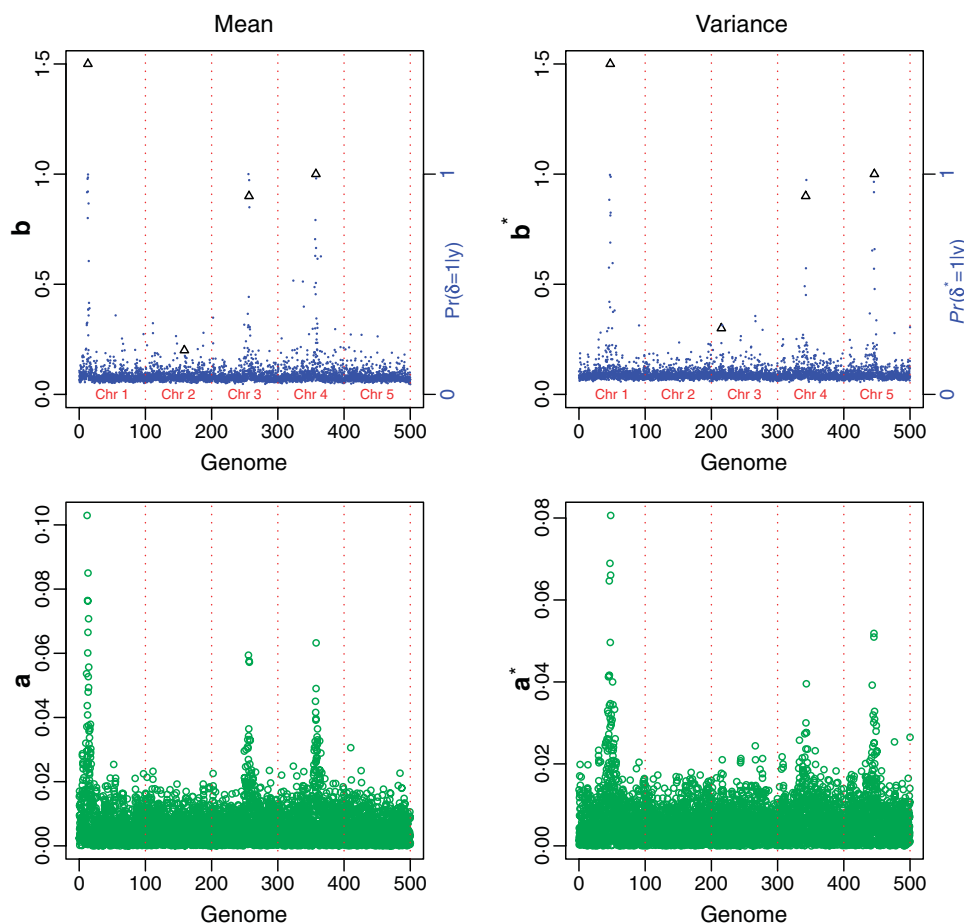 Mean
Variance
b
0.0 0.5 1.0 1.5
Pr(δ=1|y)
0 1
Chr 1 Chr 2 Chr 3 Chr 4 Chr 5
0 100 200 300 400 500
Genome
b*
0.0 0.5 1.0 1.5
Pr(δ*=1|y)
0 1
Chr 1 Chr 2 Chr 3 Chr 4 Chr 5
0 100 200 300 400 500
Genome
a
0.00 0.02 0.04 0.06 0.08 0.10
0 100 200 300 400 500
Genome
a*
0.00 0.02 0.04 0.06 0.08
0 100 200 300 400 500
Genome